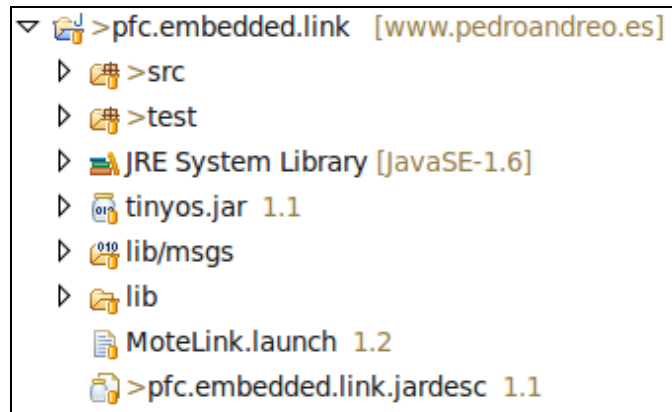 >pfc.embedded.link [www.pedroandreo.es]
>src
>test
JRE System Library [JavaSE-1.6]
tinyos.jar 1.1
lib/msgs
lib
MoteLink.launch 1.2
>pfc.embedded.link.jardesc 1.1